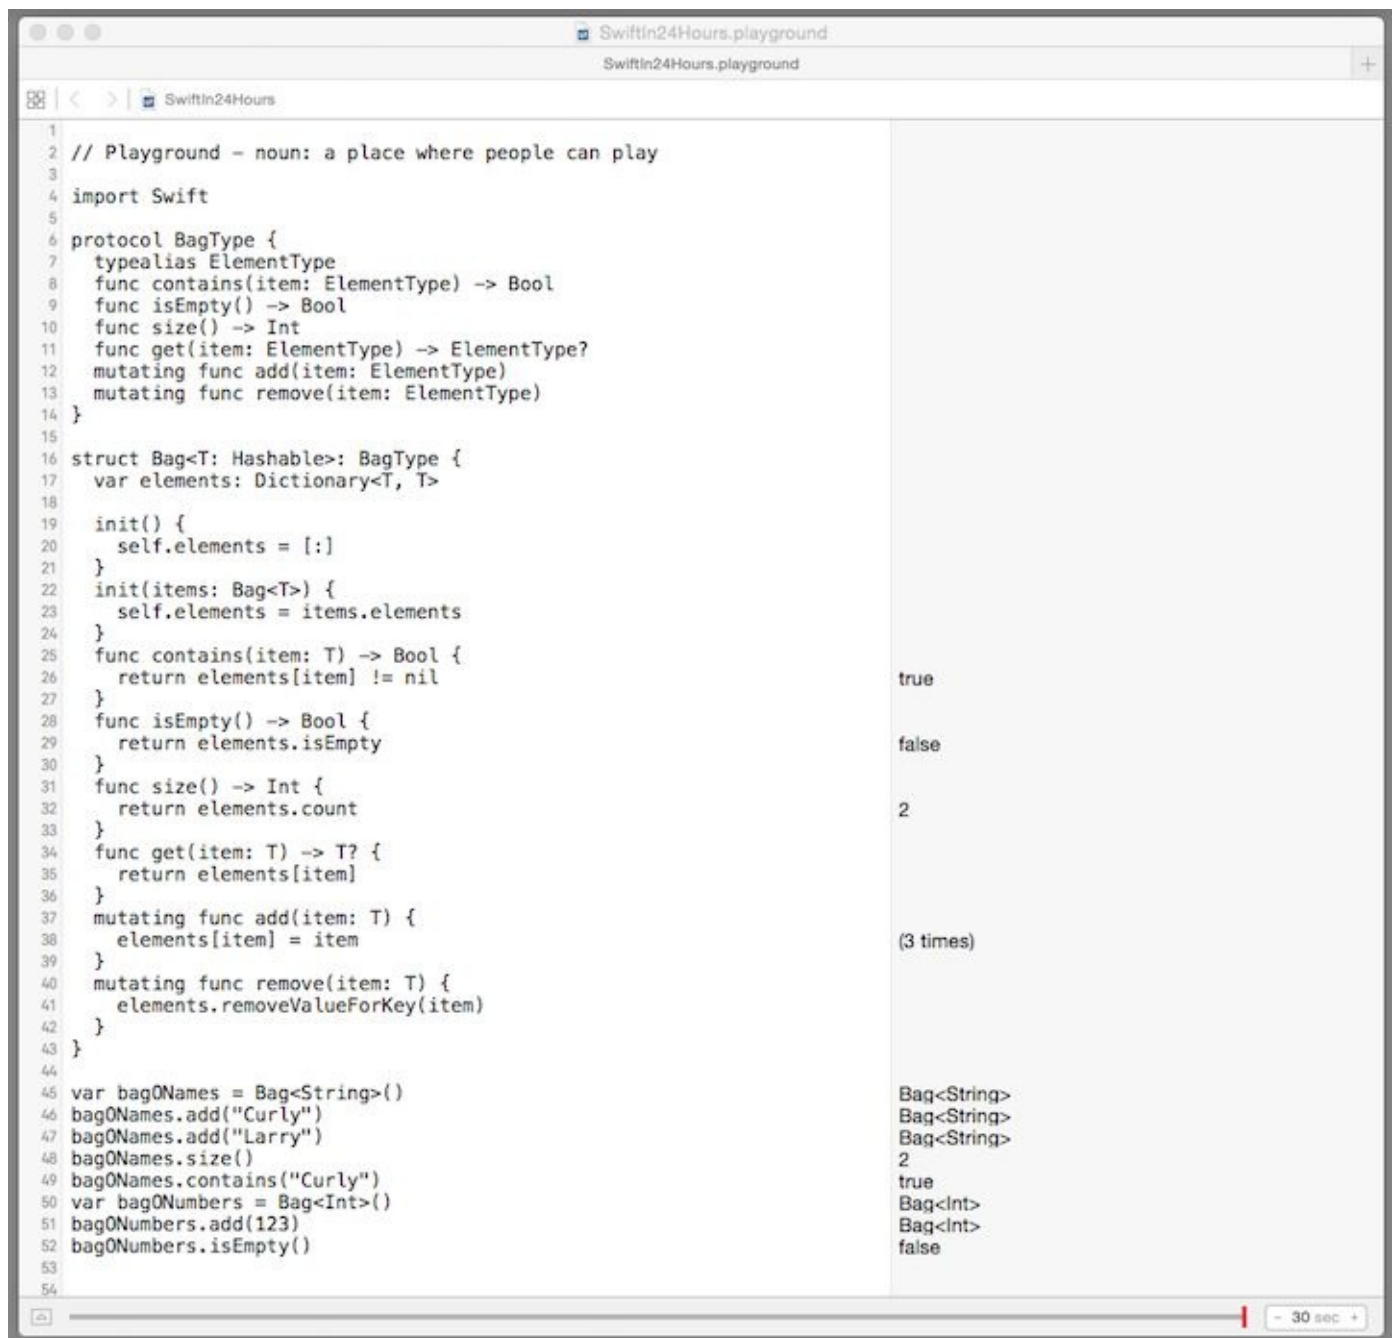 SwiftIn24Hours.playground
SwiftIn24Hours.playground
+
SwiftIn24Hours
1
2 // Playground – noun: a place where people can play
3
4 import Swift
5
6 protocol BagType {
7   typealias ElementType
8   func contains(item: ElementType) -> Bool
9   func isEmpty() -> Bool
10   func size() -> Int
11   func get(item: ElementType) -> ElementType?
12   mutating func add(item: ElementType)
13   mutating func remove(item: ElementType)
14 }
15
16 struct Bag<T: Hashable>: BagType {
17   var elements: Dictionary<T, T>
18
19   init() {
20     self.elements = [:]
21   }
22   init(items: Bag<T>) {
23     self.elements = items.elements
24   }
25   func contains(item: T) -> Bool {
26     return elements[item] != nil true
27   }
28   func isEmpty() -> Bool {
29     return elements.isEmpty false
30   }
31   func size() -> Int {
32     return elements.count 2
33   }
34   func get(item: T) -> T? {
35     return elements[item]
36   }
37   mutating func add(item: T) {
38     elements[item] = item (3 times)
39   }
40   mutating func remove(item: T) {
41     elements.removeValueForKey(item)
42   }
43 }
44
45 var bagONames = Bag<String>() Bag<String>
46 bagONames.add("Curly") Bag<String>
47 bagONames.add("Larry") Bag<String>
48 bagONames.size() 2
49 bagONames.contains("Curly") true
50 var bagONumbers = Bag<Int>() Bag<Int>
51 bagONumbers.add(123) Bag<Int>
52 bagONumbers.isEmpty() false
53
54
- 30 sec +